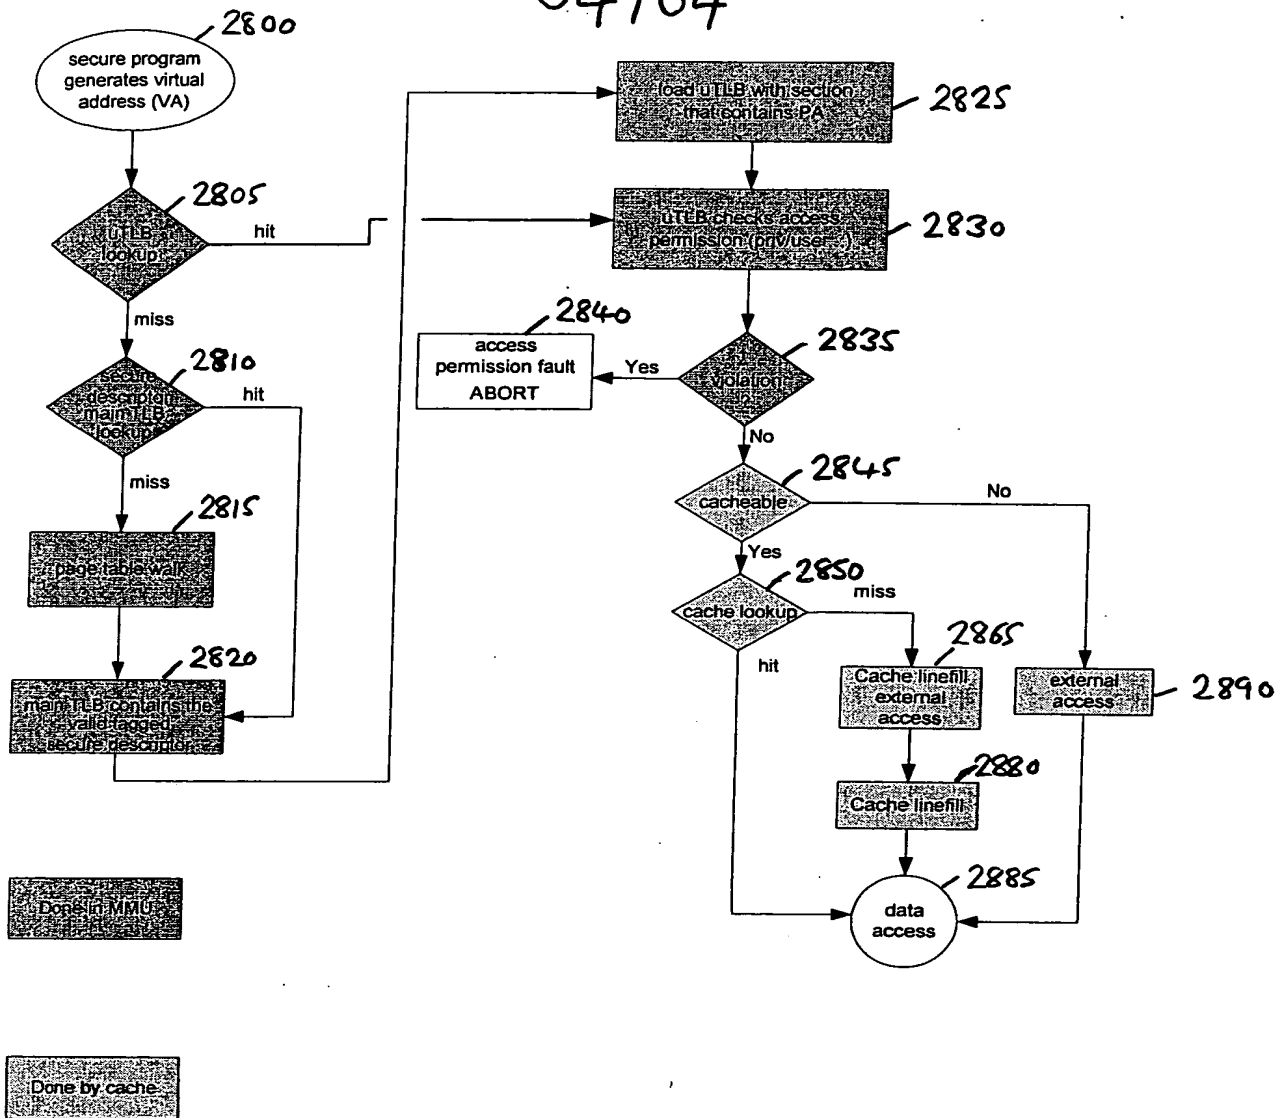 2800
secure program
generates virtual
address (VA)
2805
uTLB
lookup
hit
miss
2810
secure
descriptor
mainTLB
lookup
hit
miss
2815
page table walk
2820
main TLB contains the
valid tagged
secure descriptor
load uTLB with section
that contains PA
2825
uTLB checks access
permission (priv/user...)
2830
2840
access
permission fault
ABORT
Yes
violation
?
2835
No
2845
cacheable
No
Yes
2850
cache lookup
miss
hit
2865
Cache linefill
external
access
external
access
2890
2880
Cache linefill
2885
data
access
Done in MMU
Done by cache